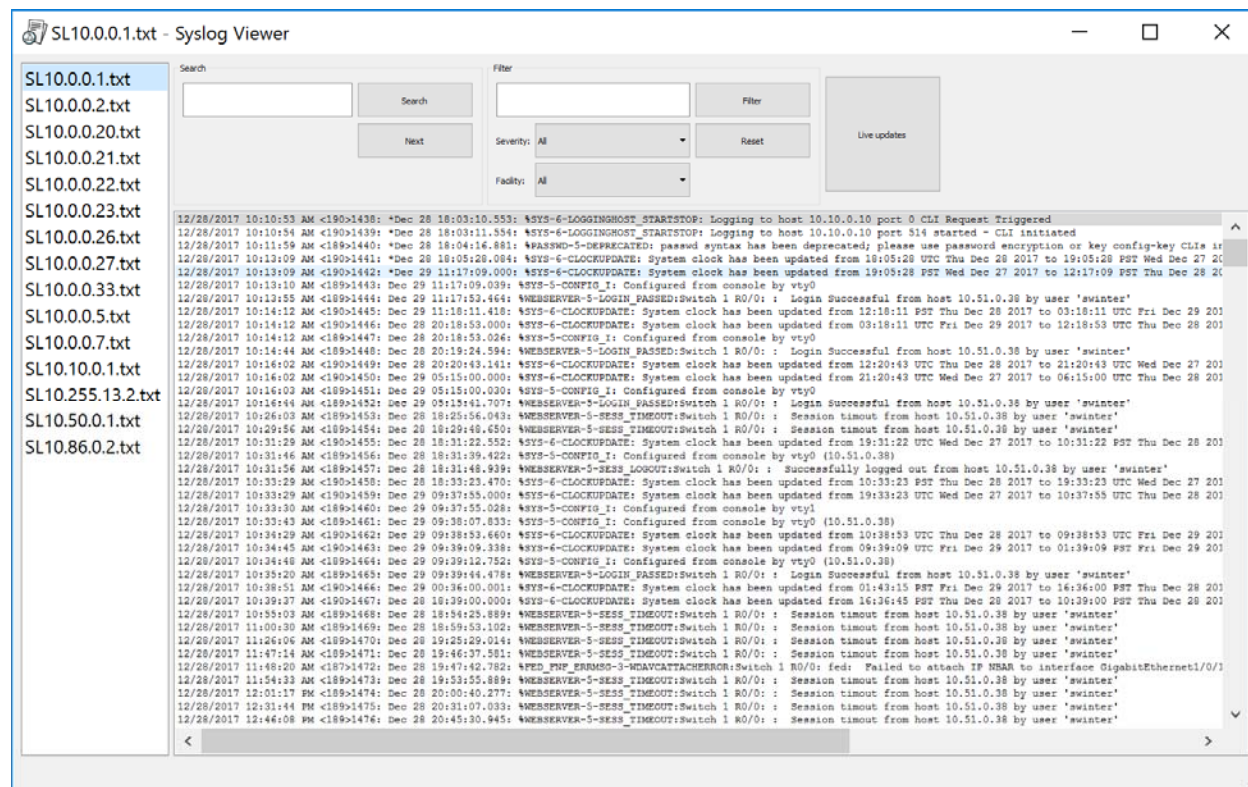 SL10.0.0.1.txt - Syslog Viewer
SL10.0.0.1.txt
SL10.0.0.2.txt
SL10.0.0.20.txt
SL10.0.0.21.txt
SL10.0.0.22.txt
SL10.0.0.23.txt
SL10.0.0.26.txt
SL10.0.0.27.txt
SL10.0.0.33.txt
SL10.0.0.5.txt
SL10.0.0.7.txt
SL10.10.0.1.txt
SL10.255.13.2.txt
SL10.50.0.1.txt
SL10.86.0.2.txt
Search
Search
Next
Filter
Filter
Severity: All
Reset
Facility: All
Live updates
12/28/2017 10:10:53 AM <190>1438: *Dec 28 18:03:10.553: %SYS-6-LOGGINGHOST_STARTSTOP: Logging to host 10.10.0.10 port 0 CLI Request Triggered
12/28/2017 10:10:54 AM <190>1439: *Dec 28 18:03:11.554: %SYS-6-LOGGINGHOST_STARTSTOP: Logging to host 10.10.0.10 port 514 started - CLI initiated
12/28/2017 10:11:59 AM <189>1440: *Dec 28 18:04:16.881: %PASSWD-5-DEPRECATED: passwd syntax has been deprecated; please use password encryption or key config-key CLIs in
12/28/2017 10:13:09 AM <190>1441: *Dec 28 18:05:28.084: %SYS-6-CLOCKUPDATE: System clock has been updated from 18:05:28 UTC Thu Dec 28 2017 to 19:05:28 PST Wed Dec 27 20
12/28/2017 10:13:09 AM <190>1442: *Dec 29 11:17:09.000: %SYS-6-CLOCKUPDATE: System clock has been updated from 19:05:28 PST Wed Dec 27 2017 to 12:17:09 PST Thu Dec 28 20
12/28/2017 10:13:10 AM <189>1443: Dec 29 11:17:09.039: %SYS-5-CONFIG_I: Configured from console by vty0
12/28/2017 10:13:55 AM <189>1444: Dec 29 11:17:53.464: %WEBSERVER-5-LOGIN_PASSED:Switch 1 R0/0: : Login Successful from host 10.51.0.38 by user 'swinter'
12/28/2017 10:14:12 AM <190>1445: Dec 29 11:18:11.418: %SYS-6-CLOCKUPDATE: System clock has been updated from 12:18:11 PST Thu Dec 28 2017 to 03:18:11 UTC Fri Dec 29 201
12/28/2017 10:14:12 AM <190>1446: Dec 28 20:18:53.000: %SYS-6-CLOCKUPDATE: System clock has been updated from 03:18:11 UTC Fri Dec 29 2017 to 12:18:53 UTC Thu Dec 28 201
12/28/2017 10:14:12 AM <189>1447: Dec 28 20:18:53.026: %SYS-5-CONFIG_I: Configured from console by vty0
12/28/2017 10:14:44 AM <189>1448: Dec 28 20:19:24.594: %WEBSERVER-5-LOGIN_PASSED:Switch 1 R0/0: : Login Successful from host 10.51.0.38 by user 'swinter'
12/28/2017 10:16:02 AM <190>1449: Dec 28 20:20:43.141: %SYS-6-CLOCKUPDATE: System clock has been updated from 12:20:43 UTC Thu Dec 28 2017 to 21:20:43 UTC Wed Dec 27 201
12/28/2017 10:16:02 AM <190>1450: Dec 29 05:15:00.000: %SYS-6-CLOCKUPDATE: System clock has been updated from 21:20:43 UTC Wed Dec 27 2017 to 06:15:00 UTC Thu Dec 28 201
12/28/2017 10:16:03 AM <189>1451: Dec 29 05:15:00.030: %SYS-5-CONFIG_I: Configured from console by vty0
12/28/2017 10:16:44 AM <189>1452: Dec 29 05:15:41.707: %WEBSERVER-5-LOGIN_PASSED:Switch 1 R0/0: : Login Successful from host 10.51.0.38 by user 'swinter'
12/28/2017 10:26:03 AM <189>1453: Dec 28 18:25:56.043: %WEBSERVER-5-SESS_TIMEOUT:Switch 1 R0/0: : Session timout from host 10.51.0.38 by user 'swinter'
12/28/2017 10:29:56 AM <189>1454: Dec 28 18:29:48.650: %WEBSERVER-5-SESS_TIMEOUT:Switch 1 R0/0: : Session timout from host 10.51.0.38 by user 'swinter'
12/28/2017 10:31:29 AM <190>1455: Dec 28 18:31:22.552: %SYS-6-CLOCKUPDATE: System clock has been updated from 19:31:22 UTC Wed Dec 27 2017 to 10:31:22 PST Thu Dec 28 201
12/28/2017 10:31:46 AM <189>1456: Dec 28 18:31:39.422: %SYS-5-CONFIG_I: Configured from console by vty0 (10.51.0.38)
12/28/2017 10:31:56 AM <189>1457: Dec 28 18:31:48.939: %WEBSERVER-5-SESS_LOGOUT:Switch 1 R0/0: : Successfully logged out from host 10.51.0.38 by user 'swinter'
12/28/2017 10:33:29 AM <190>1458: Dec 28 18:33:23.470: %SYS-6-CLOCKUPDATE: System clock has been updated from 10:33:23 PST Thu Dec 28 2017 to 19:33:23 UTC Wed Dec 27 201
12/28/2017 10:33:29 AM <190>1459: Dec 29 09:37:55.000: %SYS-6-CLOCKUPDATE: System clock has been updated from 19:33:23 UTC Wed Dec 27 2017 to 10:37:55 UTC Thu Dec 28 201
12/28/2017 10:33:30 AM <189>1460: Dec 29 09:37:55.028: %SYS-5-CONFIG_I: Configured from console by vty1
12/28/2017 10:33:43 AM <189>1461: Dec 29 09:38:07.833: %SYS-5-CONFIG_I: Configured from console by vty0 (10.51.0.38)
12/28/2017 10:34:29 AM <190>1462: Dec 29 09:38:53.660: %SYS-6-CLOCKUPDATE: System clock has been updated from 10:38:53 UTC Thu Dec 28 2017 to 09:38:53 UTC Fri Dec 29 201
12/28/2017 10:34:45 AM <190>1463: Dec 29 09:39:09.338: %SYS-6-CLOCKUPDATE: System clock has been updated from 09:39:09 UTC Fri Dec 29 2017 to 01:39:09 PST Fri Dec 29 201
12/28/2017 10:34:48 AM <189>1464: Dec 29 09:39:12.752: %SYS-5-CONFIG_I: Configured from console by vty0 (10.51.0.38)
12/28/2017 10:35:20 AM <189>1465: Dec 29 09:39:44.478: %WEBSERVER-5-LOGIN_PASSED:Switch 1 R0/0: : Login Successful from host 10.51.0.38 by user 'swinter'
12/28/2017 10:38:51 AM <190>1466: Dec 29 00:36:00.001: %SYS-6-CLOCKUPDATE: System clock has been updated from 01:43:15 PST Fri Dec 29 2017 to 16:36:00 PST Thu Dec 28 201
12/28/2017 10:39:37 AM <190>1467: Dec 28 18:39:00.000: %SYS-6-CLOCKUPDATE: System clock has been updated from 16:36:45 PST Thu Dec 28 2017 to 10:39:00 PST Thu Dec 28 201
12/28/2017 10:55:03 AM <189>1468: Dec 28 18:54:25.889: %WEBSERVER-5-SESS_TIMEOUT:Switch 1 R0/0: : Session timout from host 10.51.0.38 by user 'swinter'
12/28/2017 11:00:30 AM <189>1469: Dec 28 18:59:53.102: %WEBSERVER-5-SESS_TIMEOUT:Switch 1 R0/0: : Session timout from host 10.51.0.38 by user 'swinter'
12/28/2017 11:26:06 AM <189>1470: Dec 28 19:25:29.014: %WEBSERVER-5-SESS_TIMEOUT:Switch 1 R0/0: : Session timout from host 10.51.0.38 by user 'swinter'
12/28/2017 11:47:14 AM <189>1471: Dec 28 19:46:37.581: %WEBSERVER-5-SESS_TIMEOUT:Switch 1 R0/0: : Session timout from host 10.51.0.38 by user 'swinter'
12/28/2017 11:48:20 AM <187>1472: Dec 28 19:47:42.782: %FED_FNF_ERRMSG-3-WDAVCATTACHERROR:Switch 1 R0/0: fed: Failed to attach IP NBAR to interface GigabitEthernet1/0/1
12/28/2017 11:54:33 AM <189>1473: Dec 28 19:53:55.889: %WEBSERVER-5-SESS_TIMEOUT:Switch 1 R0/0: : Session timout from host 10.51.0.38 by user 'swinter'
12/28/2017 12:01:17 PM <189>1474: Dec 28 20:00:40.277: %WEBSERVER-5-SESS_TIMEOUT:Switch 1 R0/0: : Session timout from host 10.51.0.38 by user 'swinter'
12/28/2017 12:31:44 PM <189>1475: Dec 28 20:31:07.033: %WEBSERVER-5-SESS_TIMEOUT:Switch 1 R0/0: : Session timout from host 10.51.0.38 by user 'swinter'
12/28/2017 12:46:08 PM <189>1476: Dec 28 20:45:30.945: %WEBSERVER-5-SESS_TIMEOUT:Switch 1 R0/0: : Session timout from host 10.51.0.38 by user 'swinter'